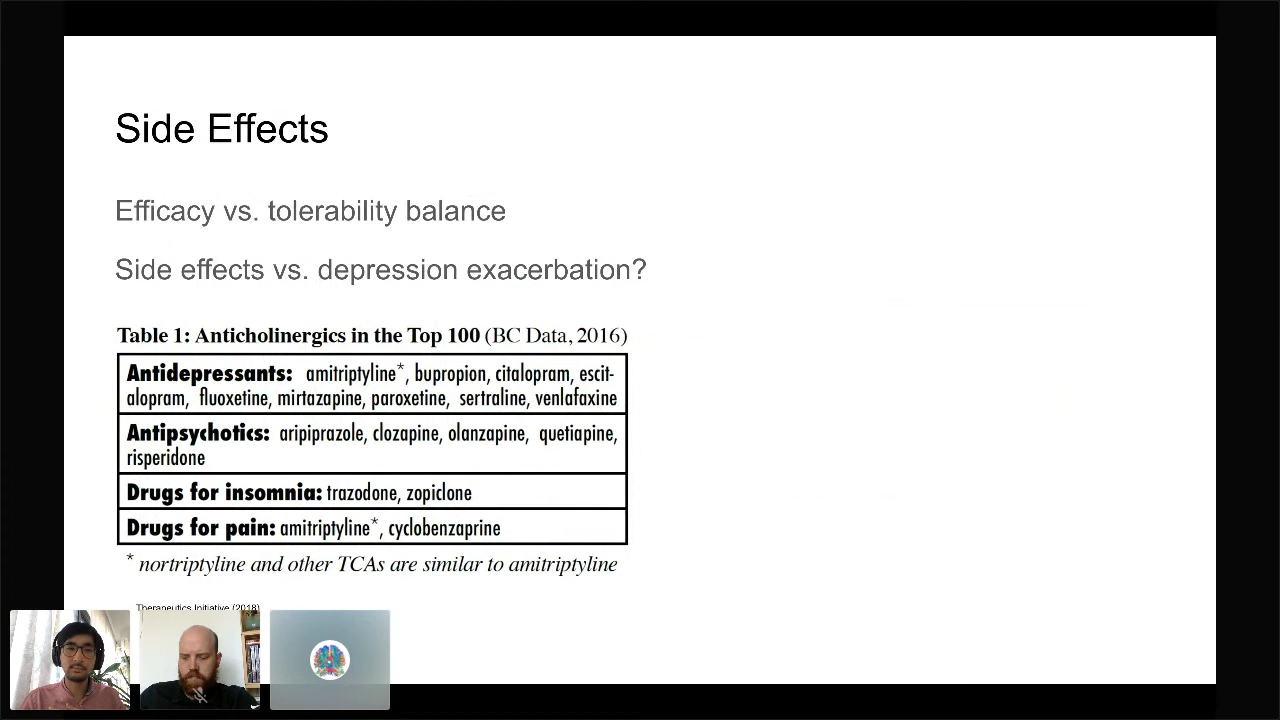 Side Effects
Efficacy vs. tolerability balance
Side effects vs. depression exacerbation?
Table 1: Anticholinergics in the Top 100 (BC Data, 2016)
Antidepressants: amitriptyline*, bupropion, citalopram, escit-
alopram, fluoxetine, mirtazapine, paroxetine, sertraline, venlafaxine
Antipsychotics: aripiprazole, clozapine, olanzapine, quetiapine,
risperidone
Drugs for insomnia: trazodone, zopiclone
Drugs for pain: amitriptyline*, cyclobenzaprine
* nortriptyline and other TCAs are similar to amitriptyline
Therapeutics Initiative (2018)